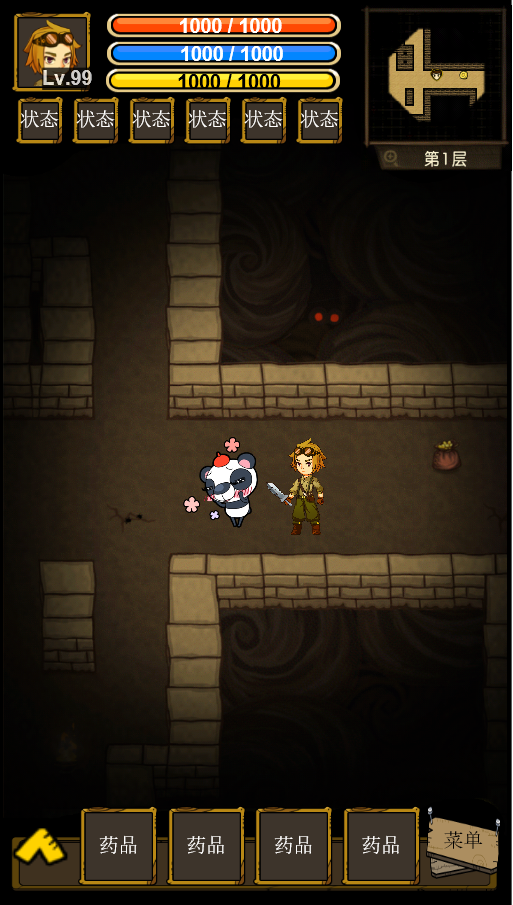 1000 / 1000
Lv.99
1000 / 1000
1000 / 1000
状态 状态 状态 状态 状态 状态
第1层
药品 药品 药品 药品 菜单